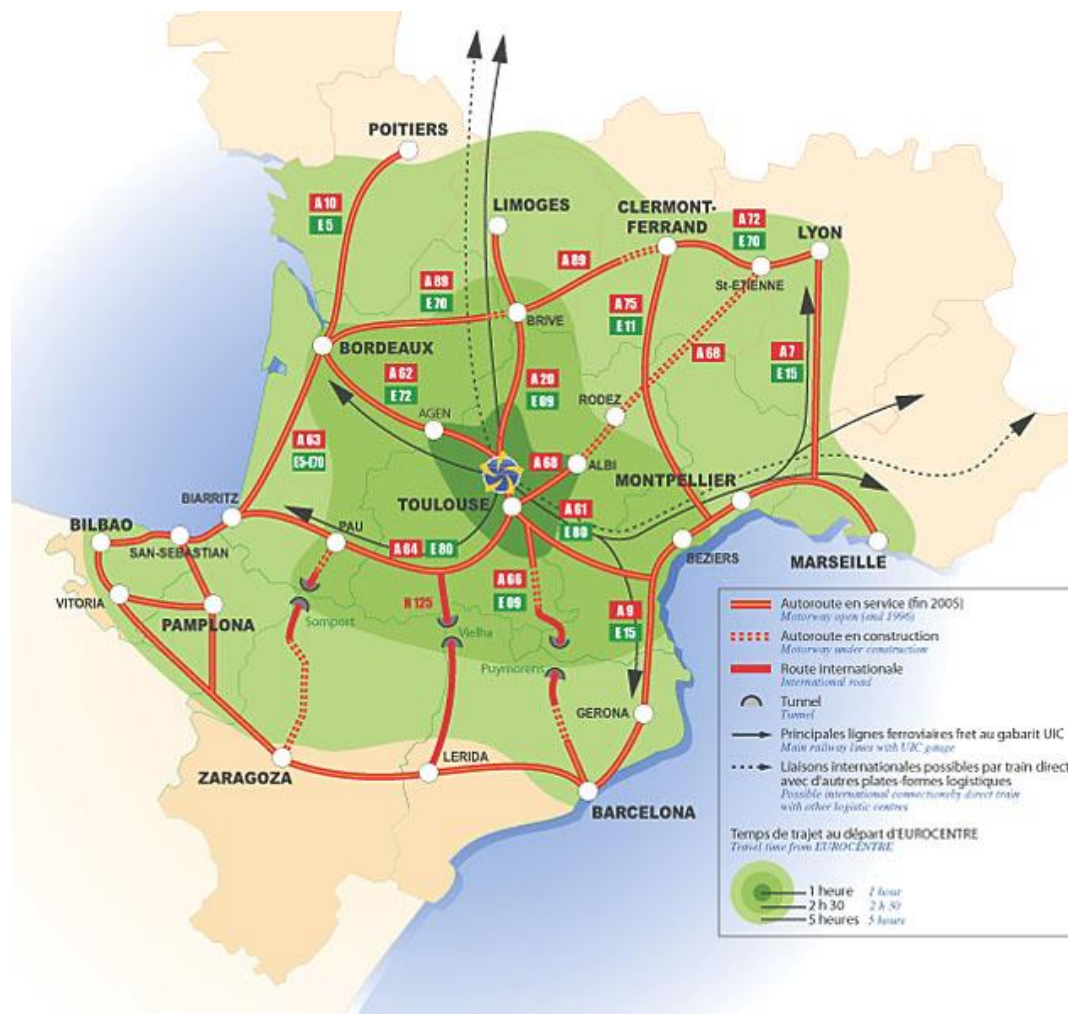 POITIERS
A 10
E 5
LIMOGES
CLERMONT-
FERRAND
A 72
E 70
LYON
St-ETIENNE
A 89
A 89
E 70
BRIVE
A 75
E 11
A 68
A 7
E 15
BORDEAUX
A 62
E 72
AGEN
A 20
E 09
RODEZ
A 63
E5-E70
A 68
ALBI
MONTPELLIER
TOULOUSE
A 61
E 80
BIARRITZ
BILBAO
SAN-SEBASTIAN
PAU
A 64
E 80
BEZIERS
MARSEILLE
VITORIA
PAMPLONA
Somport
N 125
Vielha
A 66
E 09
Puymorens
A 9
E 15
GERONA
ZARAGOZA
LERIDA
BARCELONA
Autoroute en service (fin 2005)
Motorway open (end 1996)
Autoroute en construction
Motorway under construction
Route internationale
International road
Tunnel
Tunnel
Principales lignes ferroviaires fret au gabarit UIC
Main railway lines with UIC gauge
Liaisons internationales possibles par train direct
avec d'autres plates-formes logistiques
Possible international connectionsby direct train
with other logistic centres
Temps de trajet au départ d'EUROCENTRE
Travel time from EUROCENTRE
1 heure 1 hour
2 h 30 2 h 30
5 heures 5 hours